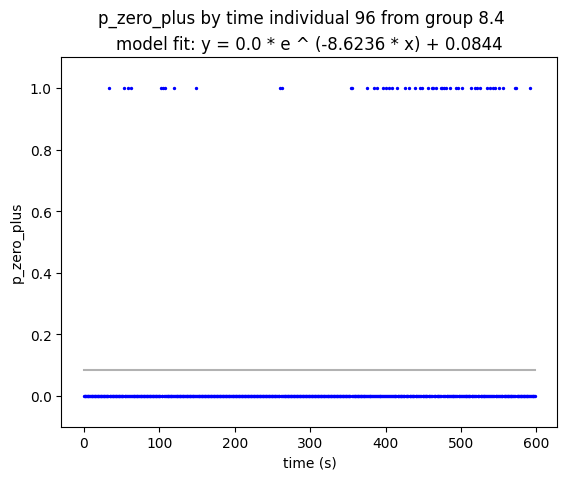 p_zero_plus by time individual 96 from group 8.4
model fit: y = 0.0 * e ^ (-8.6236 * x) + 0.0844
1.0
0.8
0.6
0.4
0.2
0.0
p_zero_plus
0 100 200 300 400 500 600
time (s)